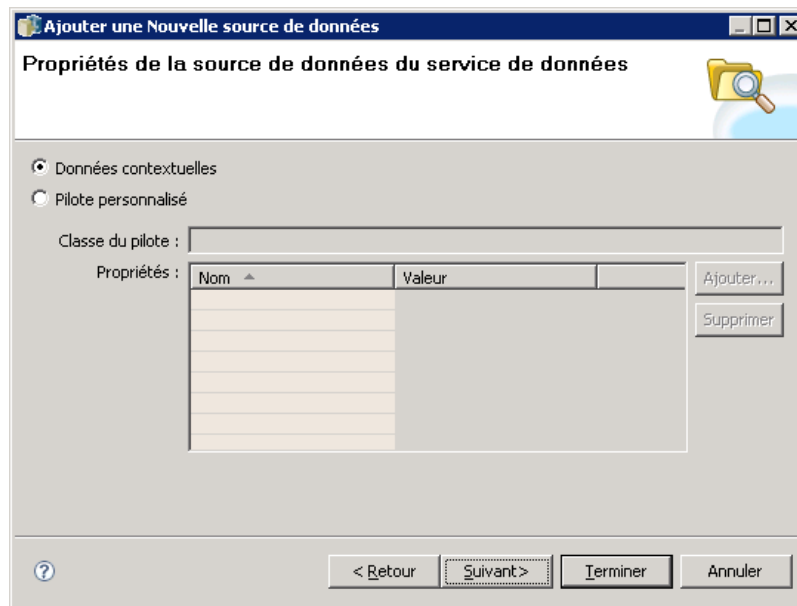 Ajouter une Nouvelle source de données
Propriétés de la source de données du service de données
Données contextuelles
Pilote personnalisé
Classe du pilote :
Propriétés :
Nom
Valeur
Ajouter...
Supprimer
?
< Retour
Suivant>
Terminer
Annuler